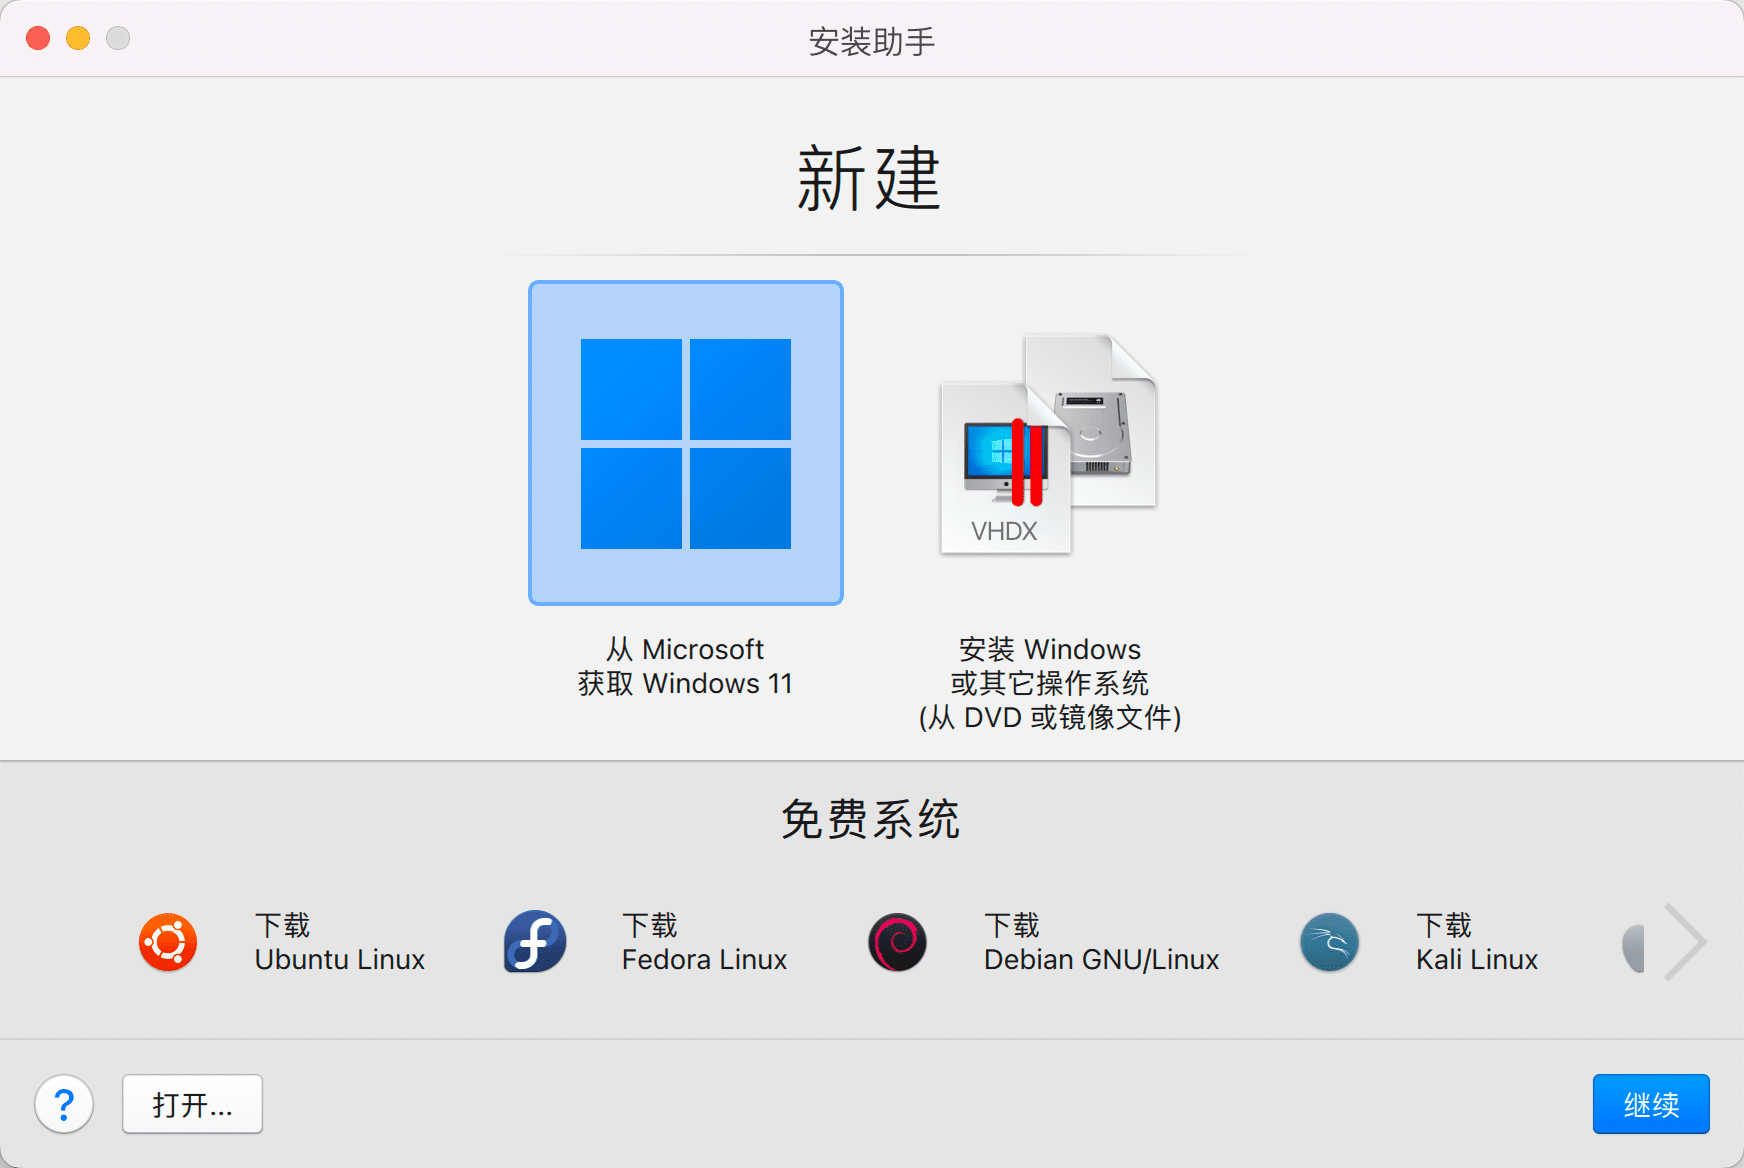 安装助手
新建
VHDX
从 Microsoft
获取 Windows 11
安装 Windows
或其它操作系统
(从 DVD 或镜像文件)
免费系统
下载
Ubuntu Linux
下载
Fedora Linux
下载
Debian GNU/Linux
下载
Kali Linux
?
打开...
继续